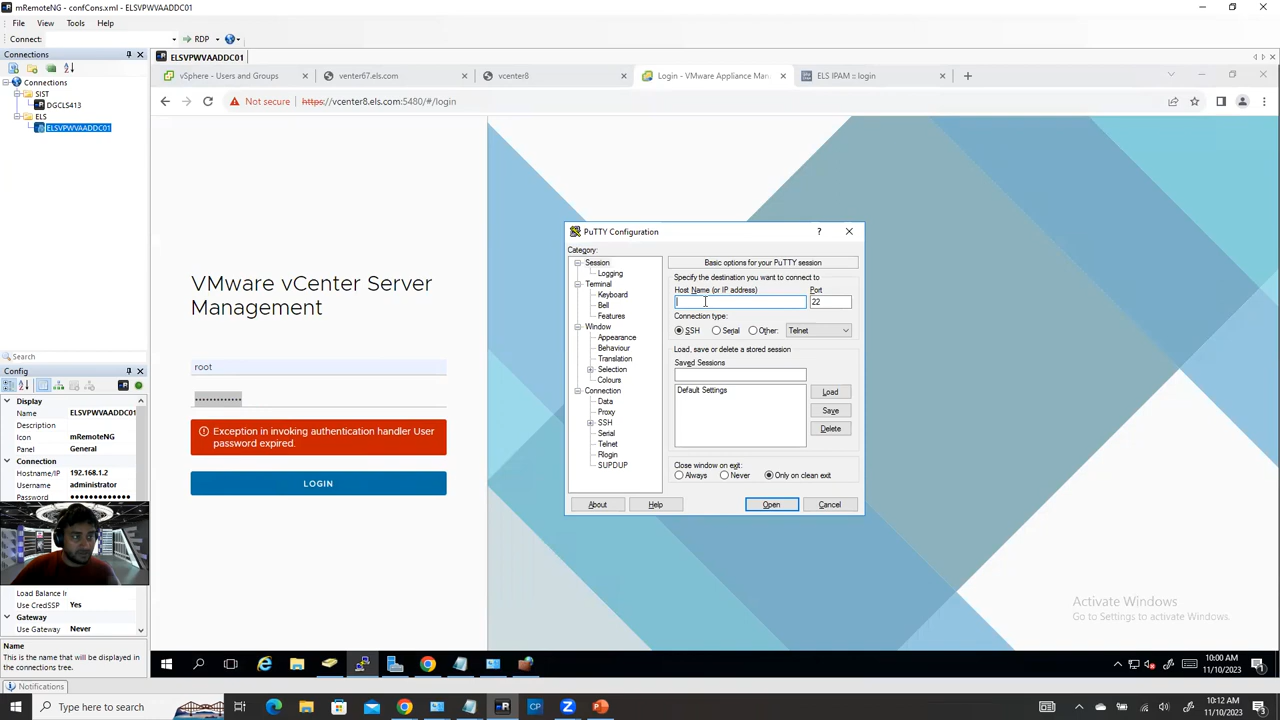 mRemoteNG - confCons.xml - ELSVPWVAADDC01
File View Tools Help
Connect: RDP
Connections
ELSVPWVAADDC01
Connections
SIST
DGCLS413
ELS
ELSVPWVAADDC01
vSphere - Users and Groups
venter67.els.com
vcenter8
Login - VMware Appliance Man
ELS IPAM :: login
Not secure https://vcenter8.els.com:5480/#/login
VMware vCenter Server
Management
root
Exception in invoking authentication handler User
password expired.
LOGIN
PuTTY Configuration
Category:
Session
Logging
Terminal
Keyboard
Bell
Features
Window
Appearance
Behaviour
Translation
Selection
Colours
Connection
Data
Proxy
SSH
Serial
Telnet
Rlogin
SUPDUP
Basic options for your PuTTY session
Specify the destination you want to connect to
Host Name (or IP address) Port
22
Connection type:
SSH Serial Other: Telnet
Load, save or delete a stored session
Saved Sessions
Default Settings
Load
Save
Delete
Close window on exit:
Always Never Only on clean exit
About Help Open Cancel
Search
Config
Display
Name ELSVPWVAADDC01
Description
Icon mRemoteNG
Panel General
Connection
Hostname/IP 192.168.1.2
Username administrator
Password
Load Balance Ir
Use CredSSP Yes
Gateway
Use Gateway Never
Name
This is the name that will be displayed in
the connections tree.
Notifications
Activate Windows
Go to Settings to activate Windows.
10:00 AM
11/10/2023
Type here to search
CP
10:12 AM
11/10/2023